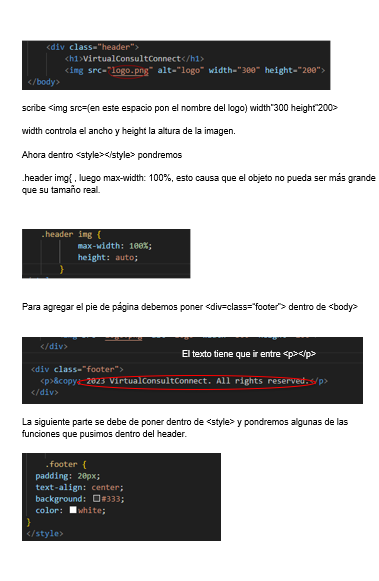 <div class="header">
<h1>VirtualConsultConnect</h1>
<img src="logo.png" alt="logo" width="300" height="200">
</body>
scribe <img src=(en este espacio pon el nombre del logo) width"300 height"200>
width controla el ancho y height la altura de la imagen.
Ahora dentro <style></style> pondremos
.header img{ , luego max-width: 100%, esto causa que el objeto no pueda ser más grande
que su tamaño real.
.header img {
max-width: 100%;
height: auto;
}
Para agregar el pie de página debemos poner <div=class="footer"> dentro de <body>
</div>
El texto tiene que ir entre <p></p>
<div class="footer">
<p>&copy; 2023 VirtualConsultConnect. All rights reserved.</p>
</div>
La siguiente parte se debe de poner dentro de <style> y pondremos algunas de las
funciones que pusimos dentro del header.
.footer {
padding: 20px;
text-align: center;
background: #333;
color: white;
}
</style>